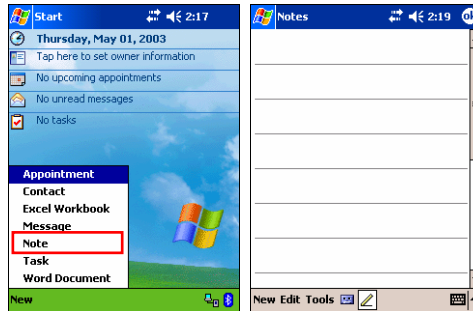 Start 2:17
Thursday, May 01, 2003
Tap here to set owner information
No upcoming appointments
No unread messages
No tasks
Appointment
Contact
Excel Workbook
Message
Note
Task
Word Document
New
Notes 2:19 ok
New Edit Tools